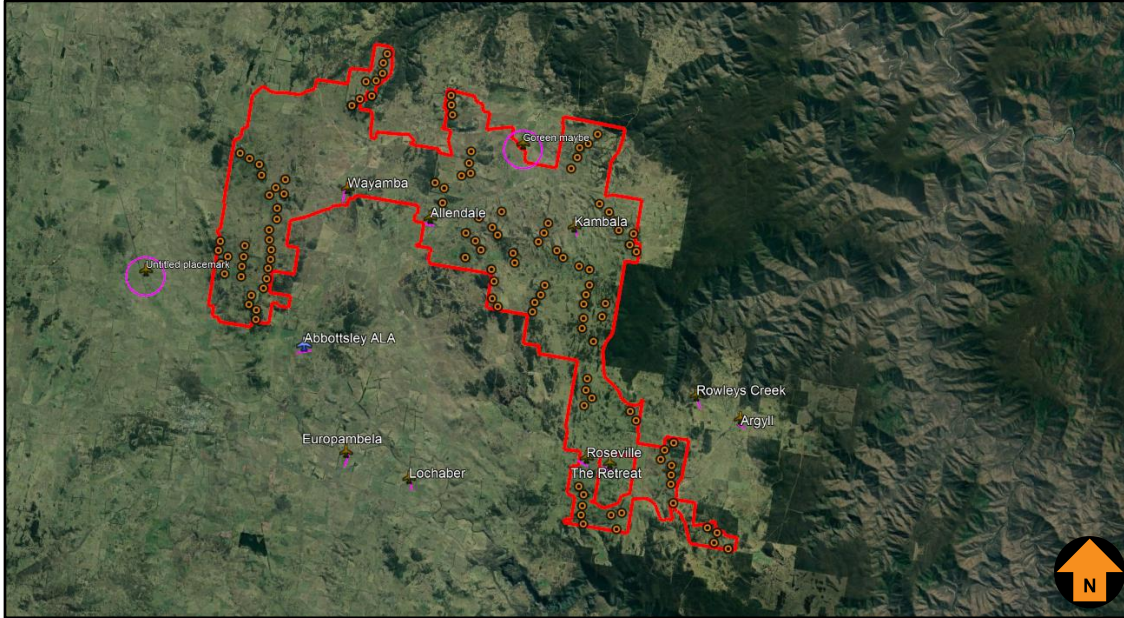 Goreen maybe
Wayamba
Allendale
Kambala
Untitled placemark
Abbottsley ALA
Rowleys Creek
Argyll
Europambela
Roseville
Lochaber
The Retreat
N